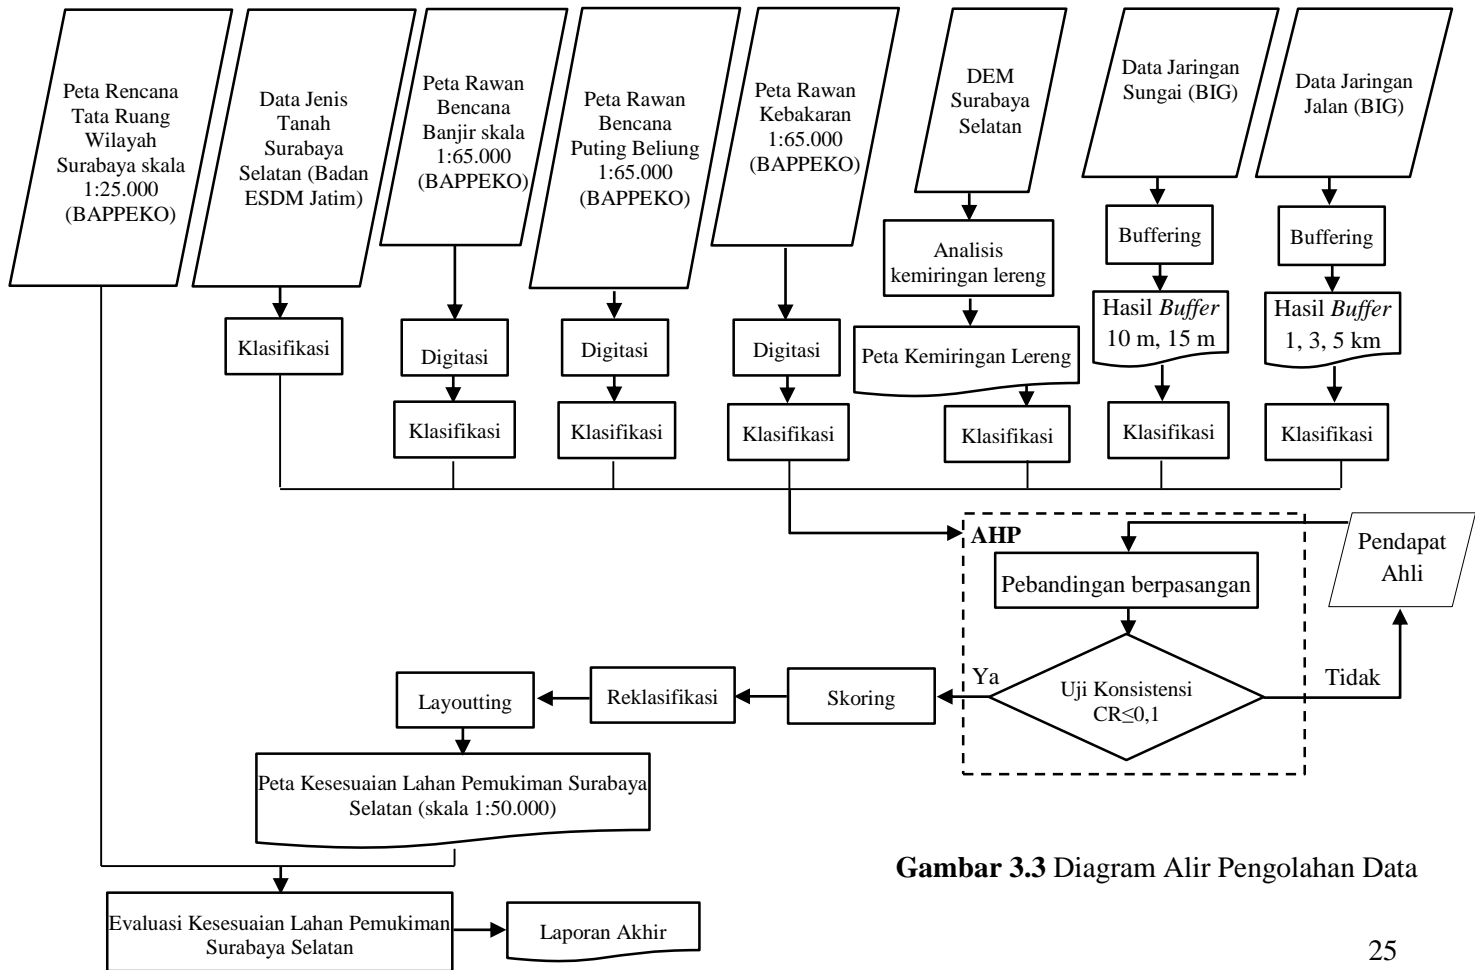 Peta Rencana
Tata Ruang
Wilayah
Surabaya skala
1:25.000
(BAPPEKO)
Data Jenis
Tanah
Surabaya
Selatan (Badan
ESDM Jatim)
Peta Rawan
Bencana
Banjir skala
1:65.000
(BAPPEKO)
Peta Rawan
Bencana
Puting Beliung
1:65.000
(BAPPEKO)
Peta Rawan
Kebakaran
1:65.000
(BAPPEKO)
DEM
Surabaya
Selatan
Data Jaringan
Sungai (BIG)
Data Jaringan
Jalan (BIG)
Analisis
kemiringan lereng
Buffering
Buffering
Klasifikasi
Digitasi
Digitasi
Digitasi
Peta Kemiringan Lereng
Hasil Buffer
10 m, 15 m
Hasil Buffer
1, 3, 5 km
Klasifikasi
Klasifikasi
Klasifikasi
Klasifikasi
Klasifikasi
Klasifikasi
AHP
Pebandingan berpasangan
Pendapat
Ahli
Uji Konsistensi
CR≤0,1
Ya
Tidak
Skoring
Reklasifikasi
Layoutting
Peta Kesesuaian Lahan Pemukiman Surabaya
Selatan (skala 1:50.000)
Evaluasi Kesesuaian Lahan Pemukiman
Surabaya Selatan
Laporan Akhir
Gambar 3.3 Diagram Alir Pengolahan Data
25